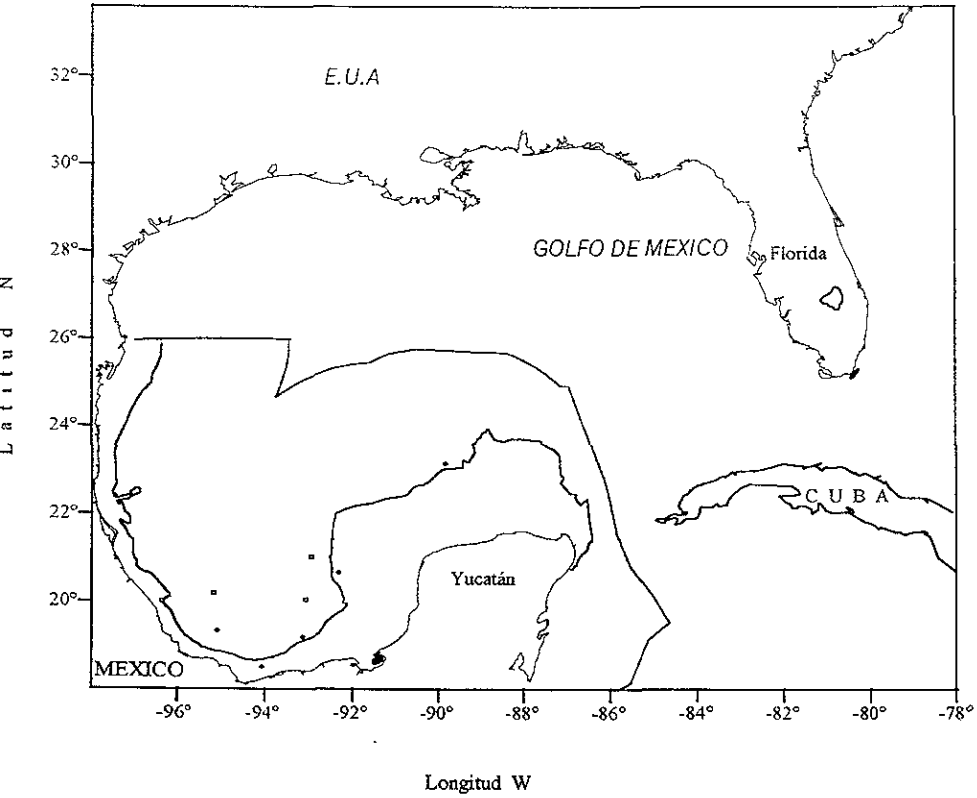 32°
E.U.A
30°
28°
GOLFO DE MEXICO
Florida
26°
24°
CUBA
22°
Yucatán
20°
MEXICO
-96°
-94°
-92°
-90°
-88°
-86°
-84°
-82°
-80°
-78°
Longitud W
Latitud N